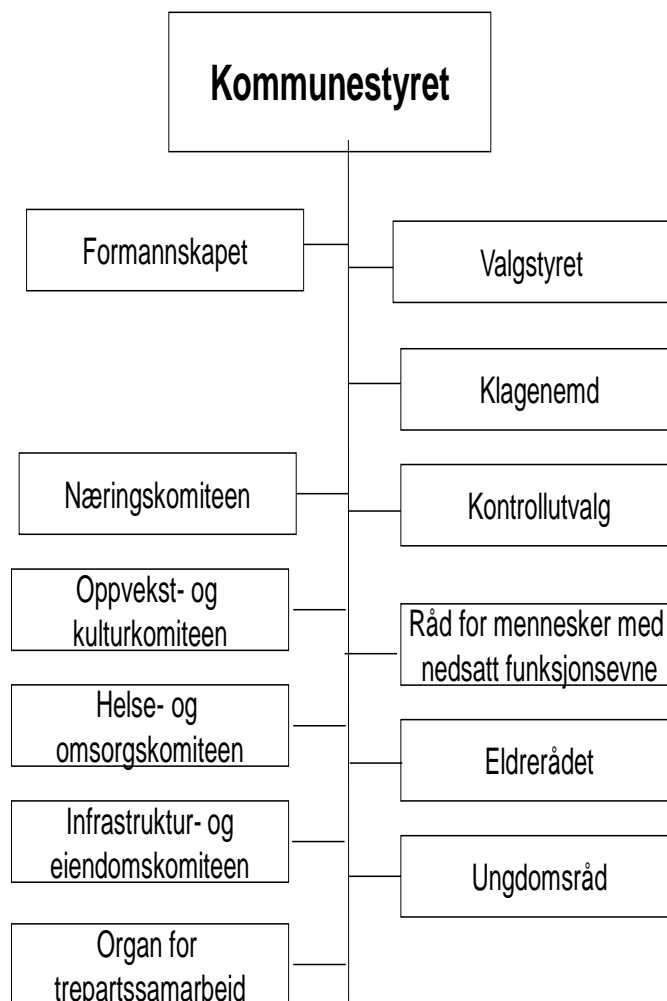 Kommunestyret
Formannskapet
Valgstyret
Klagenemd
Næringskomiteen
Kontrollutvalg
Oppvekst- og
kulturkomiteen
Råd for mennesker med
nedsatt funksjonsevne
Helse- og
omsorgskomiteen
Eldrerådet
Infrastruktur- og
eiendomskomiteen
Ungdomsråd
Organ for
trepartssamarbeid